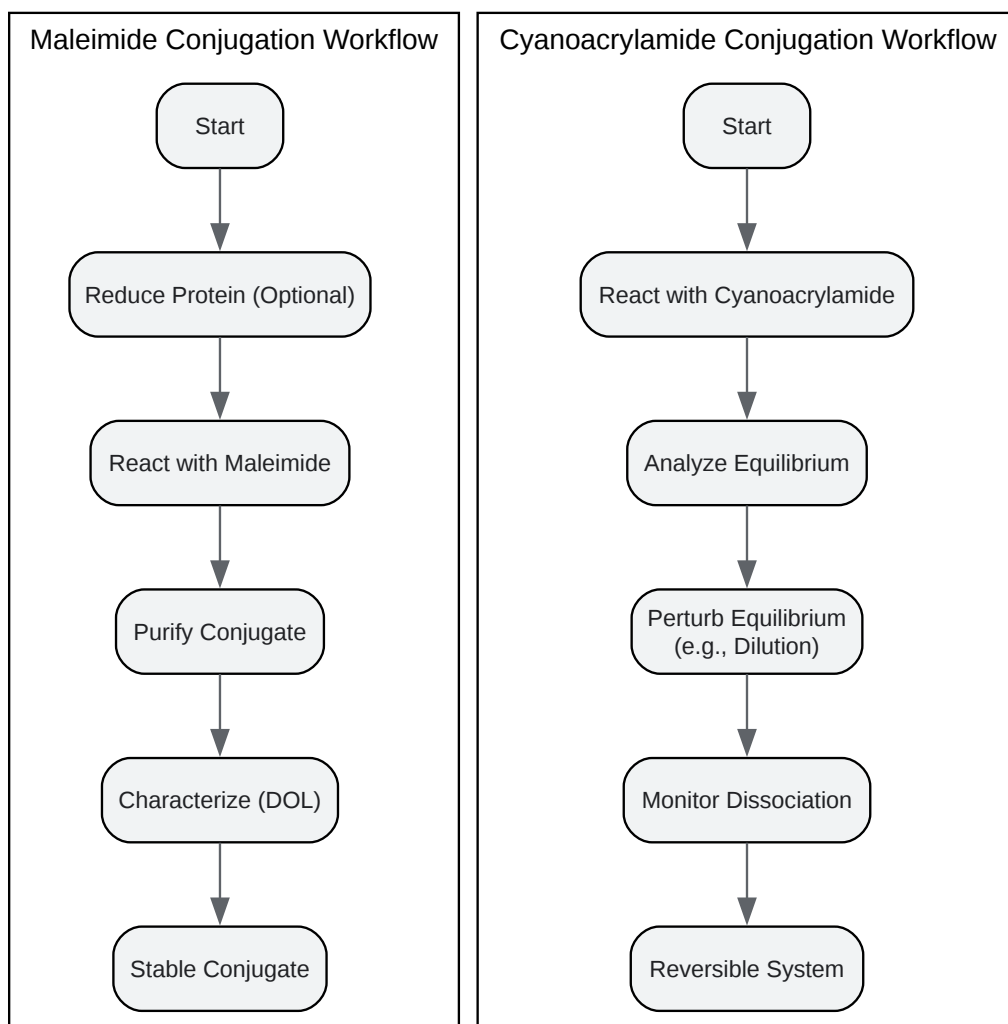 Maleimide Conjugation Workflow
Start
Reduce Protein (Optional)
React with Maleimide
Purify Conjugate
Characterize (DOL)
Stable Conjugate
Cyanoacrylamide Conjugation Workflow
Start
React with Cyanoacrylamide
Analyze Equilibrium
Perturb Equilibrium
(e.g., Dilution)
Monitor Dissociation
Reversible System